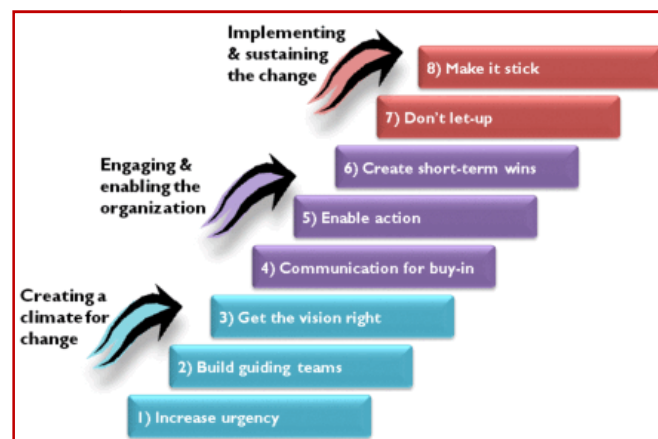 Implementing
& sustaining
the change
8) Make it stick
7) Don't let-up
Engaging &
enabling the
organization
6) Create short-term wins
5) Enable action
4) Communication for buy-in
Creating a
climate for
change
3) Get the vision right
2) Build guiding teams
1) Increase urgency